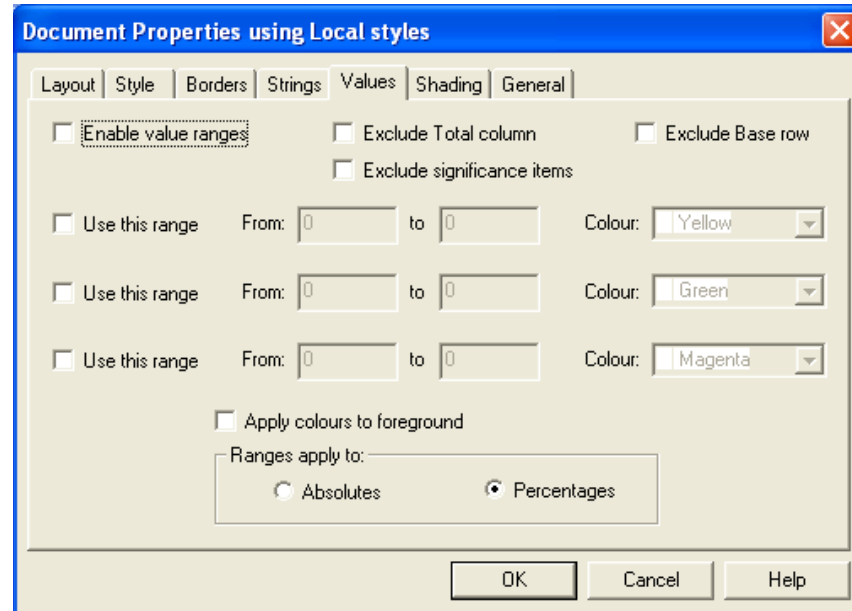 Document Properties using Local styles
Layout Style Borders Strings Values Shading General
Enable value ranges Exclude Total column Exclude Base row
Exclude significance items
Use this range From: 0 to 0 Colour: Yellow
Use this range From: 0 to 0 Colour: Green
Use this range From: 0 to 0 Colour: Magenta
Apply colours to foreground
Ranges apply to:
Absolutes Percentages
OK Cancel Help